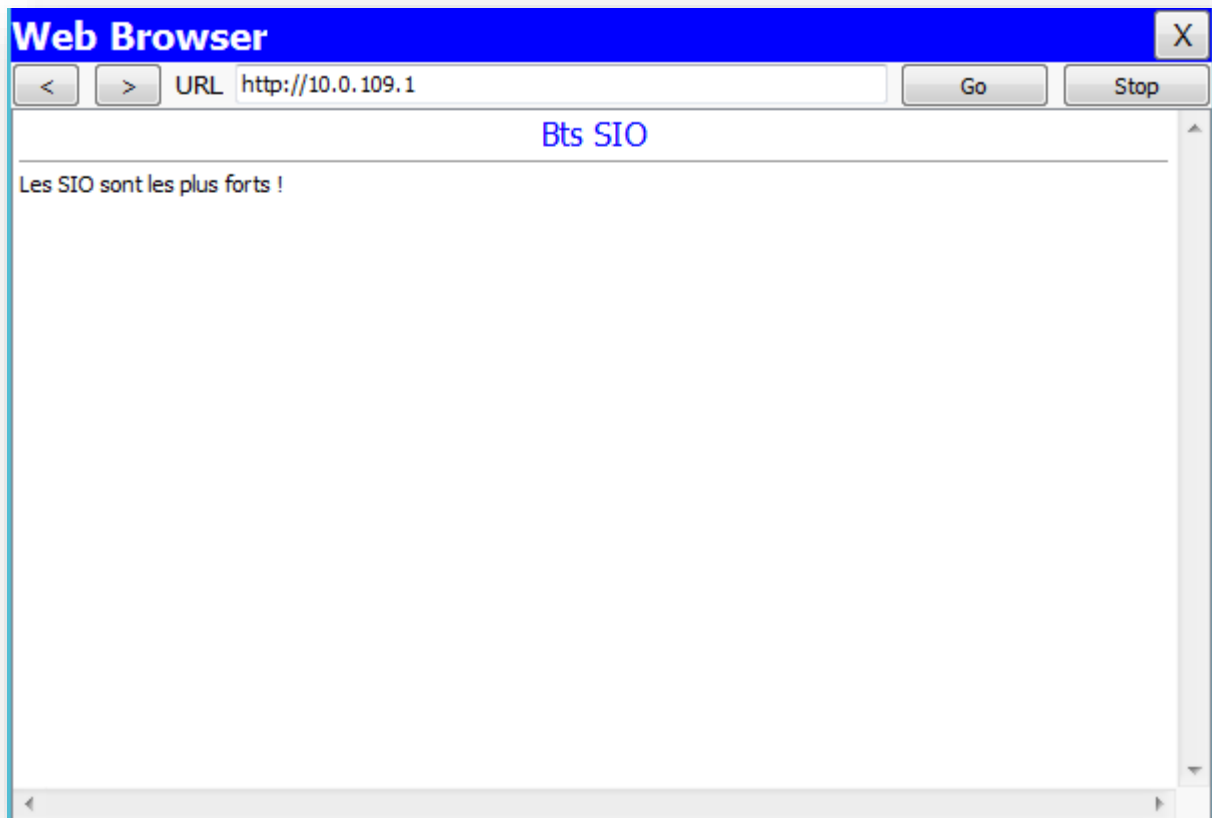 Web Browser X
< > URL http://10.0.109.1 Go Stop
Bts SIO
Les SIO sont les plus forts !